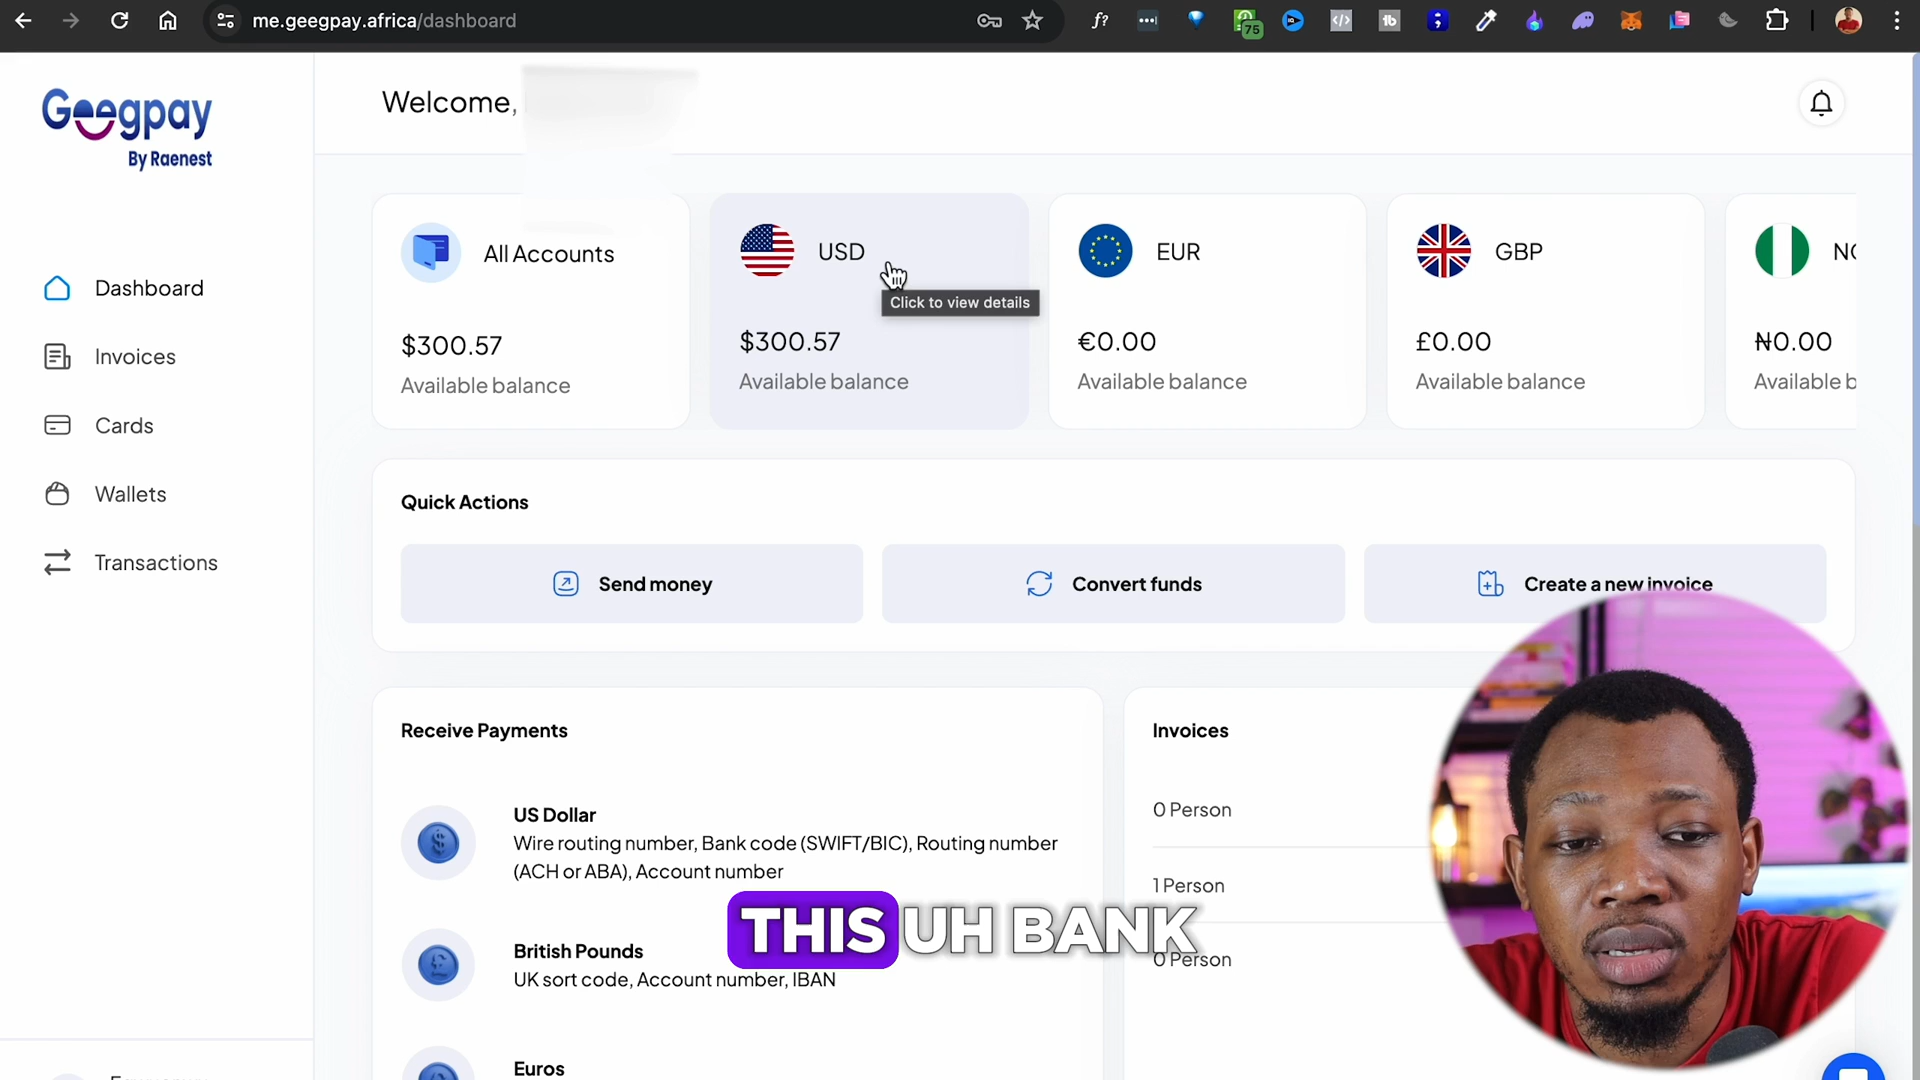 me.geegpay.africa/dashboard
75
Geegpay
By Raenest
Welcome,
Dashboard
Invoices
Cards
Wallets
Transactions
All Accounts
$300.57
Available balance
USD
Click to view details
$300.57
Available balance
EUR
€0.00
Available balance
GBP
£0.00
Available balance
₦0.00
Available b
Quick Actions
Send money
Convert funds
Create a new invoice
Receive Payments
US Dollar
Wire routing number, Bank code (SWIFT/BIC), Routing number
(ACH or ABA), Account number
British Pounds
UK sort code, Account number, IBAN
Euros
Invoices
0 Person
1 Person
0 Person
THIS UH BANK